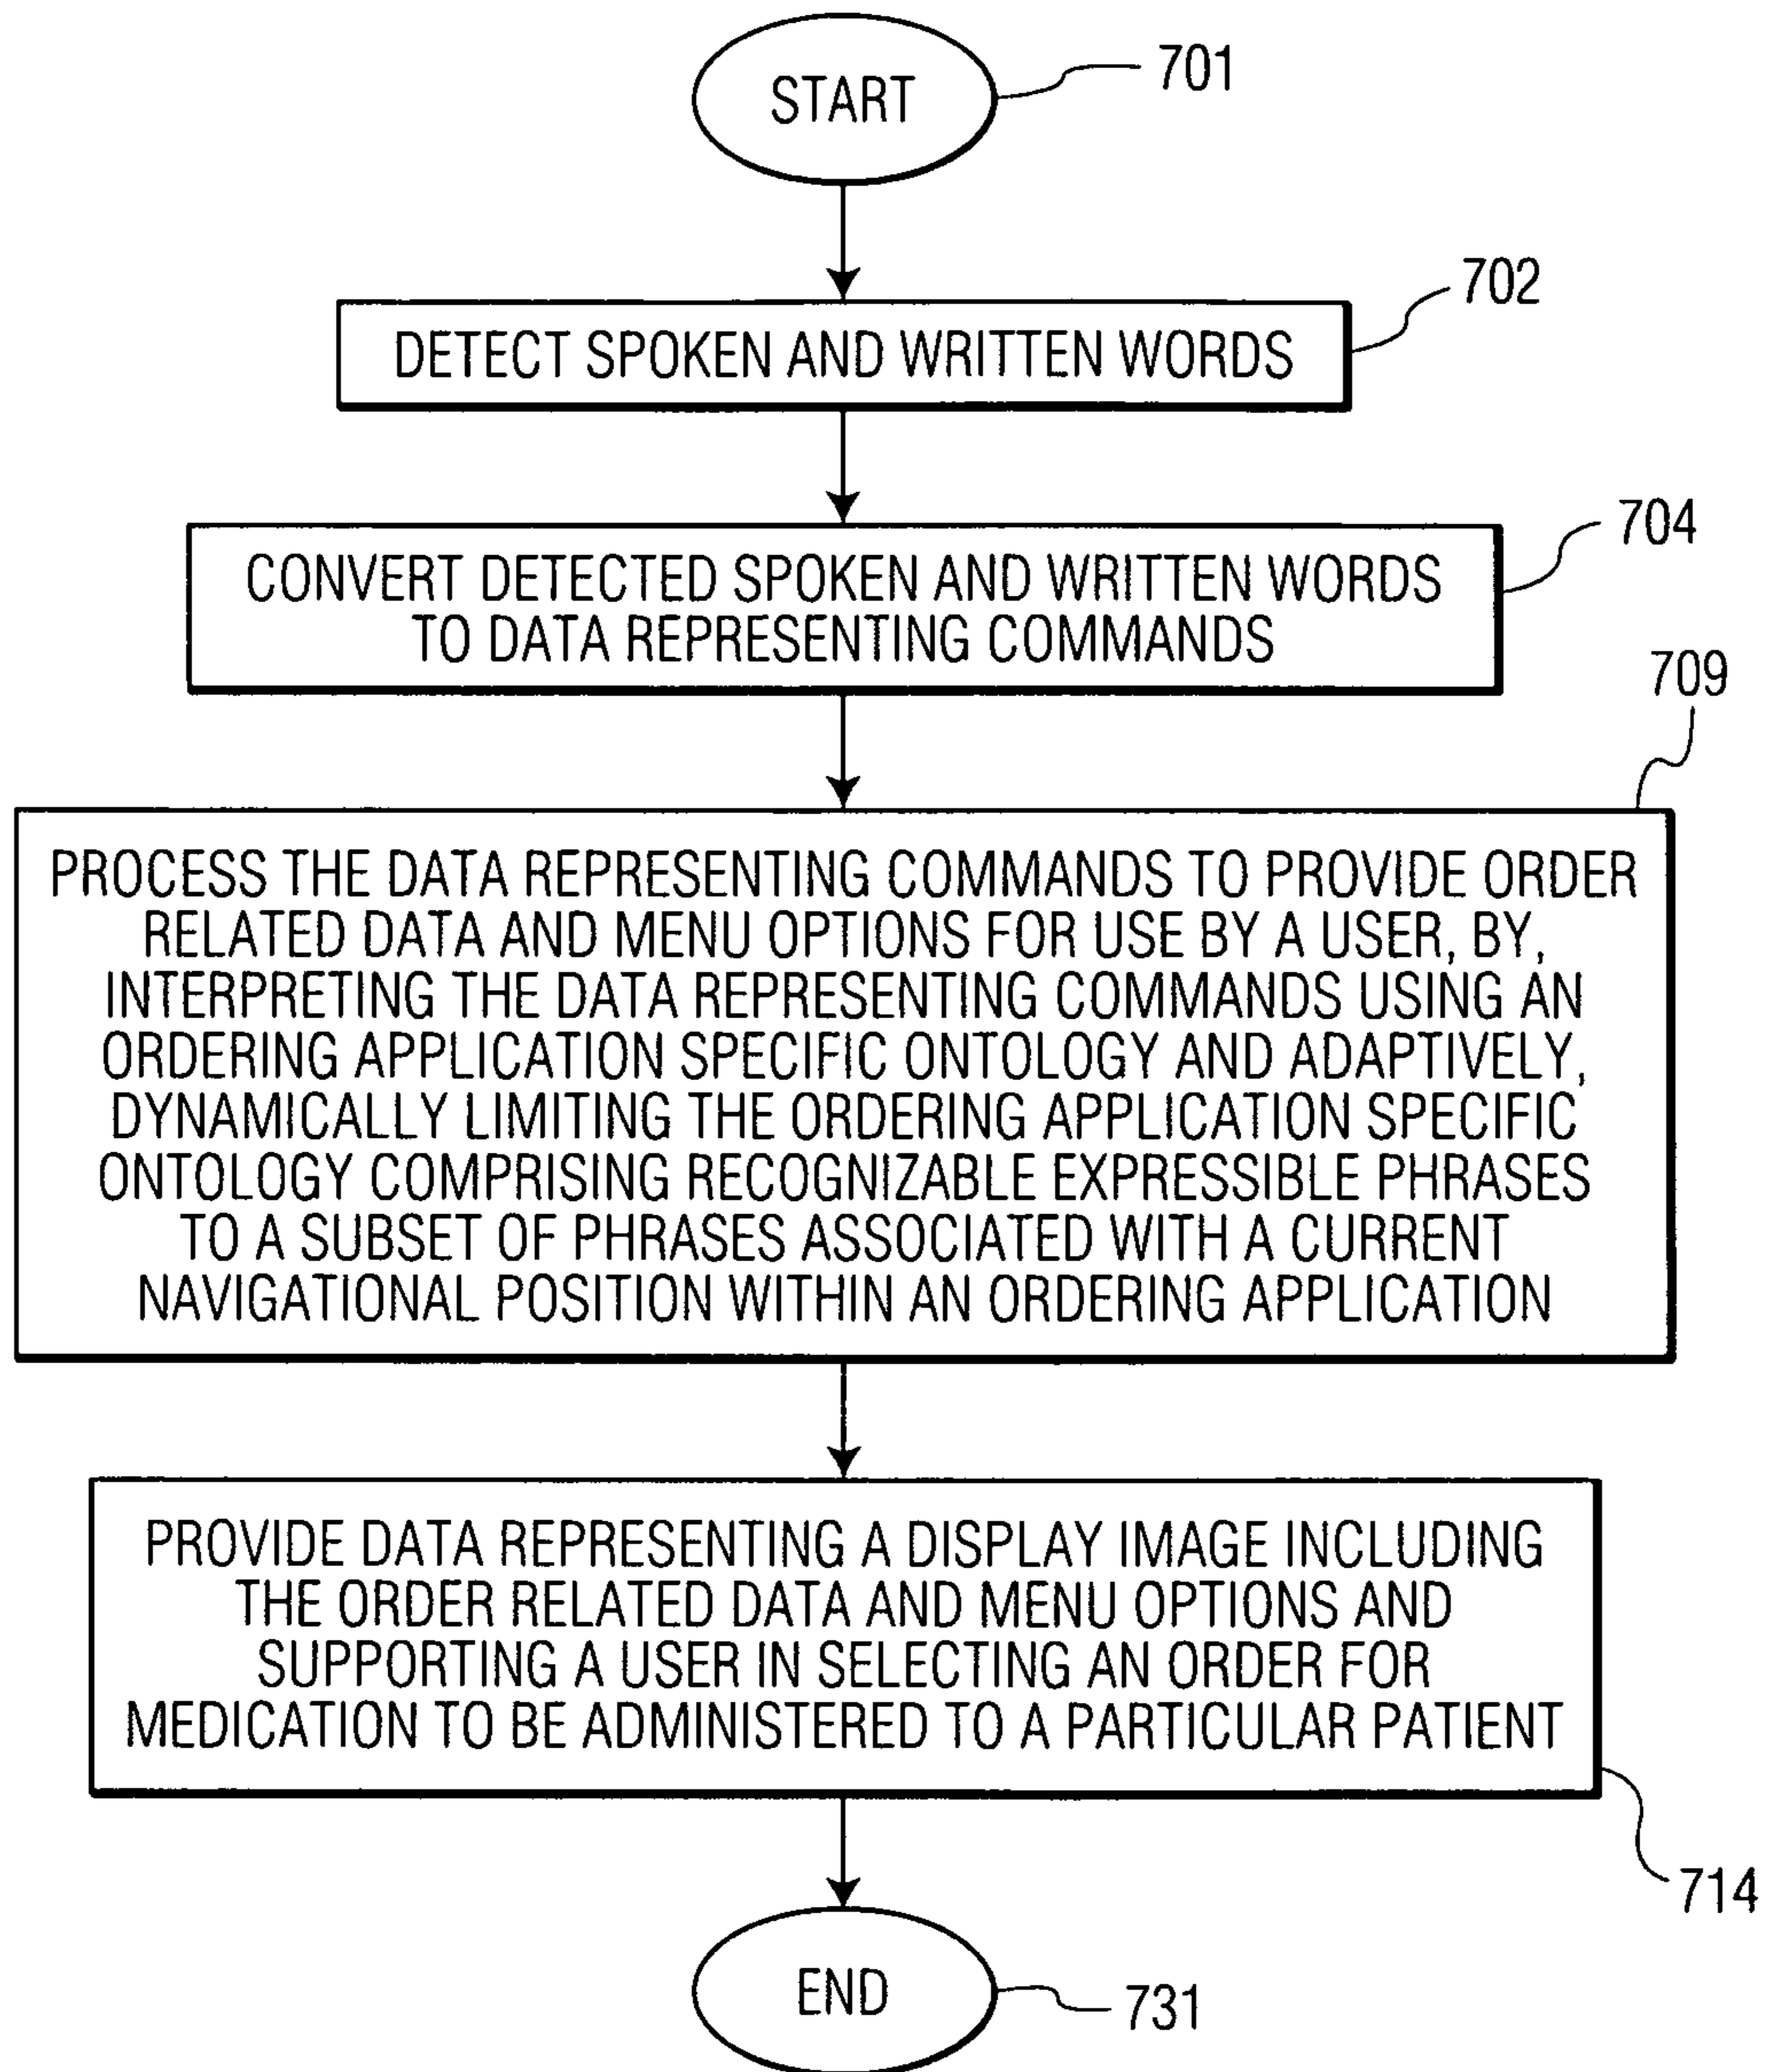 START
701
702
DETECT SPOKEN AND WRITTEN WORDS
704
CONVERT DETECTED SPOKEN AND WRITTEN WORDS
TO DATA REPRESENTING COMMANDS
709
PROCESS THE DATA REPRESENTING COMMANDS TO PROVIDE ORDER
RELATED DATA AND MENU OPTIONS FOR USE BY A USER, BY,
INTERPRETING THE DATA REPRESENTING COMMANDS USING AN
ORDERING APPLICATION SPECIFIC ONTOLOGY AND ADAPTIVELY,
DYNAMICALLY LIMITING THE ORDERING APPLICATION SPECIFIC
ONTOLOGY COMPRISING RECOGNIZABLE EXPRESSIBLE PHRASES
TO A SUBSET OF PHRASES ASSOCIATED WITH A CURRENT
NAVIGATIONAL POSITION WITHIN AN ORDERING APPLICATION
PROVIDE DATA REPRESENTING A DISPLAY IMAGE INCLUDING
THE ORDER RELATED DATA AND MENU OPTIONS AND
SUPPORTING A USER IN SELECTING AN ORDER FOR
MEDICATION TO BE ADMINISTERED TO A PARTICULAR PATIENT
714
END
731